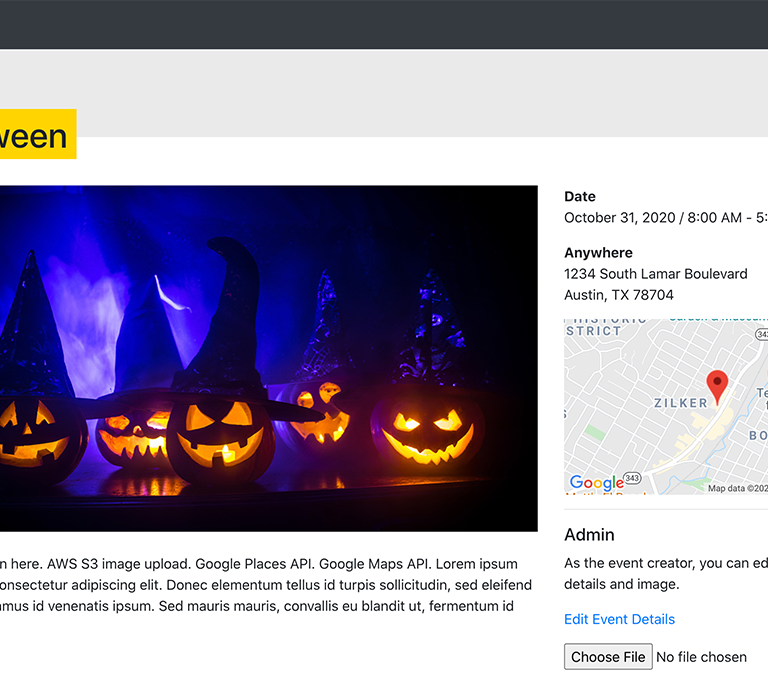 ween
Date
October 31, 2020 / 8:00 AM - 5:
Anywhere
1234 South Lamar Boulevard
Austin, TX 78704
HISTORIC
STRICT
343
ZILKER
BO
Google
343
Map data ©202
n here. AWS S3 image upload. Google Places API. Google Maps API. Lorem ipsum
onsectetur adipiscing elit. Donec elementum tellus id turpis sollicitudin, sed eleifend
amus id venenatis ipsum. Sed mauris mauris, convallis eu blandit ut, fermentum id
Admin
As the event creator, you can ed
details and image.
Edit Event Details
Choose File No file chosen